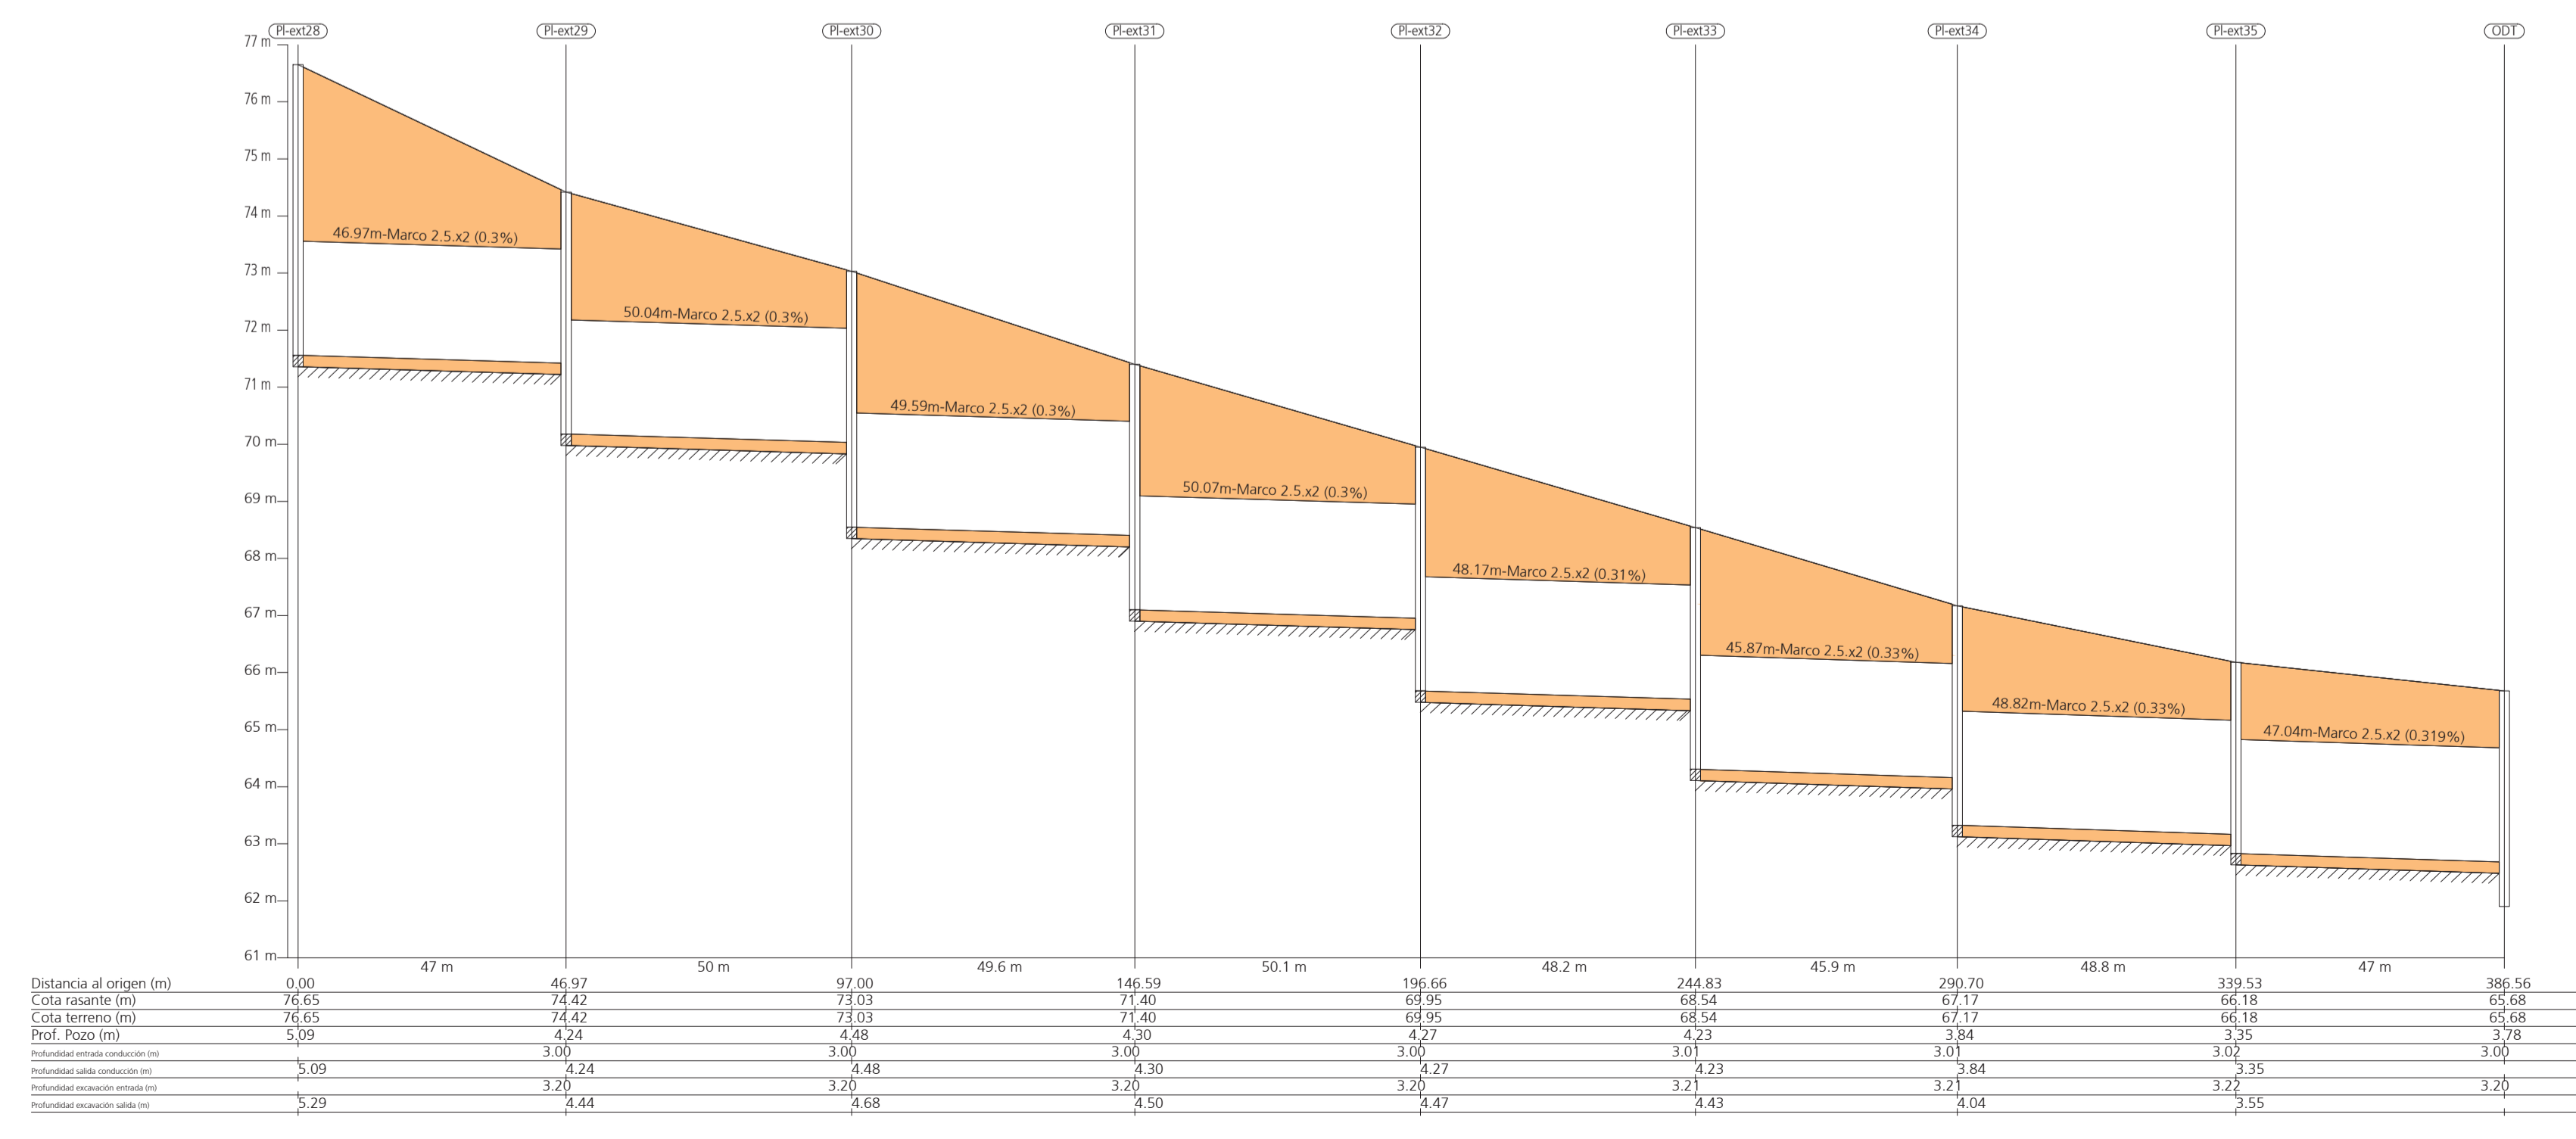 Pl-ext28 Pl-ext29 Pl-ext30 Pl-ext31 Pl-ext32 Pl-ext33 Pl-ext34 Pl-ext35 ODT
77 m
76 m
75 m
74 m
46.97m-Marco 2.5.x2 (0.3%)
73 m
50.04m-Marco 2.5.x2 (0.3%)
72 m
71 m
49.59m-Marco 2.5.x2 (0.3%)
70 m
50.07m-Marco 2.5.x2 (0.3%)
69 m
68 m
48.17m-Marco 2.5.x2 (0.31%)
67 m
45.87m-Marco 2.5.x2 (0.33%)
66 m
48.82m-Marco 2.5.x2 (0.33%)
65 m
47.04m-Marco 2.5.x2 (0.319%)
64 m
63 m
62 m
61 m
47 m 50 m 49.6 m 50.1 m 48.2 m 45.9 m 48.8 m 47 m
Distancia al origen (m) 0.00 46.97 97.00 146.59 196.66 244.83 290.70 339.53 386.56
Cota rasante (m) 76.65 74.42 73.03 71.40 69.95 68.54 67.17 66.18 65.68
Cota terreno (m) 76.65 74.42 73.03 71.40 69.95 68.54 67.17 66.18 65.68
Prof. Pozo (m) 5.09 4.24 4.48 4.30 4.27 4.23 3.84 3.35 3.78
Profundidad entrada conducción (m) 3.00 3.00 3.00 3.00 3.01 3.01 3.02 3.00
Profundidad salida conducción (m) 5.09 4.24 4.48 4.30 4.27 4.23 3.84 3.35
Profundidad excavación entrada (m) 3.20 3.20 3.20 3.20 3.21 3.21 3.22 3.20
Profundidad excavación salida (m) 5.29 4.44 4.68 4.50 4.47 4.43 4.04 3.55